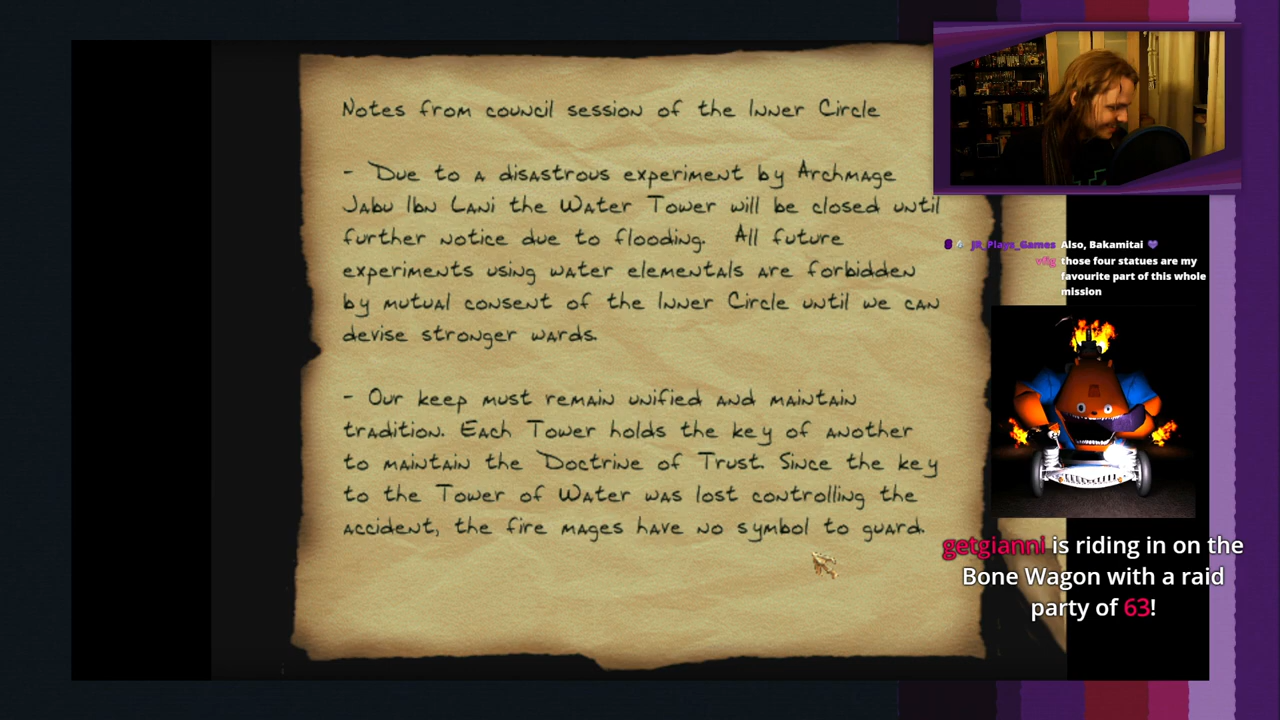 Notes from council session of the Inner Circle
- Due to a disastrous experiment by Archmage
Jabu Ibn Lani the Water Tower will be closed until
further notice due to flooding. All future
experiments using water elementals are forbidden
by mutual consent of the Inner Circle until we can
devise stronger wards.
- Our keep must remain unified and maintain
tradition. Each Tower holds the key of another
to maintain the Doctrine of Trust. Since the key
to the Tower of Water was lost controlling the
accident, the fire mages have no symbol to guard.
JR_Plays_Games Also, Bakamitai 💜
vfig those four statues are my
favourite part of this whole
mission
getgianni is riding in on the
Bone Wagon with a raid
party of 63!